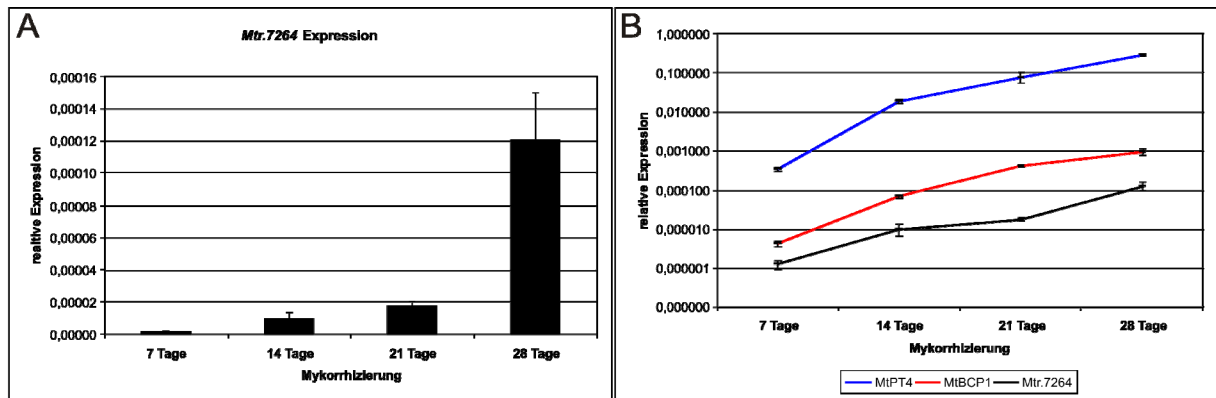 A
Mtr.7264 Expression
realtive Expression
0,00016
0,00014
0,00012
0,00010
0,00008
0,00006
0,00004
0,00002
0,00000
7 Tage
14 Tage
21 Tage
28 Tage
Mykorrhizierung
B
relative Expression
1,000000
0,100000
0,010000
0,001000
0,000100
0,000010
0,000001
0,000000
7 Tage
14 Tage
21 Tage
28 Tage
Mykorrhizierung
MtPT4
MtBCP1
Mtr.7264